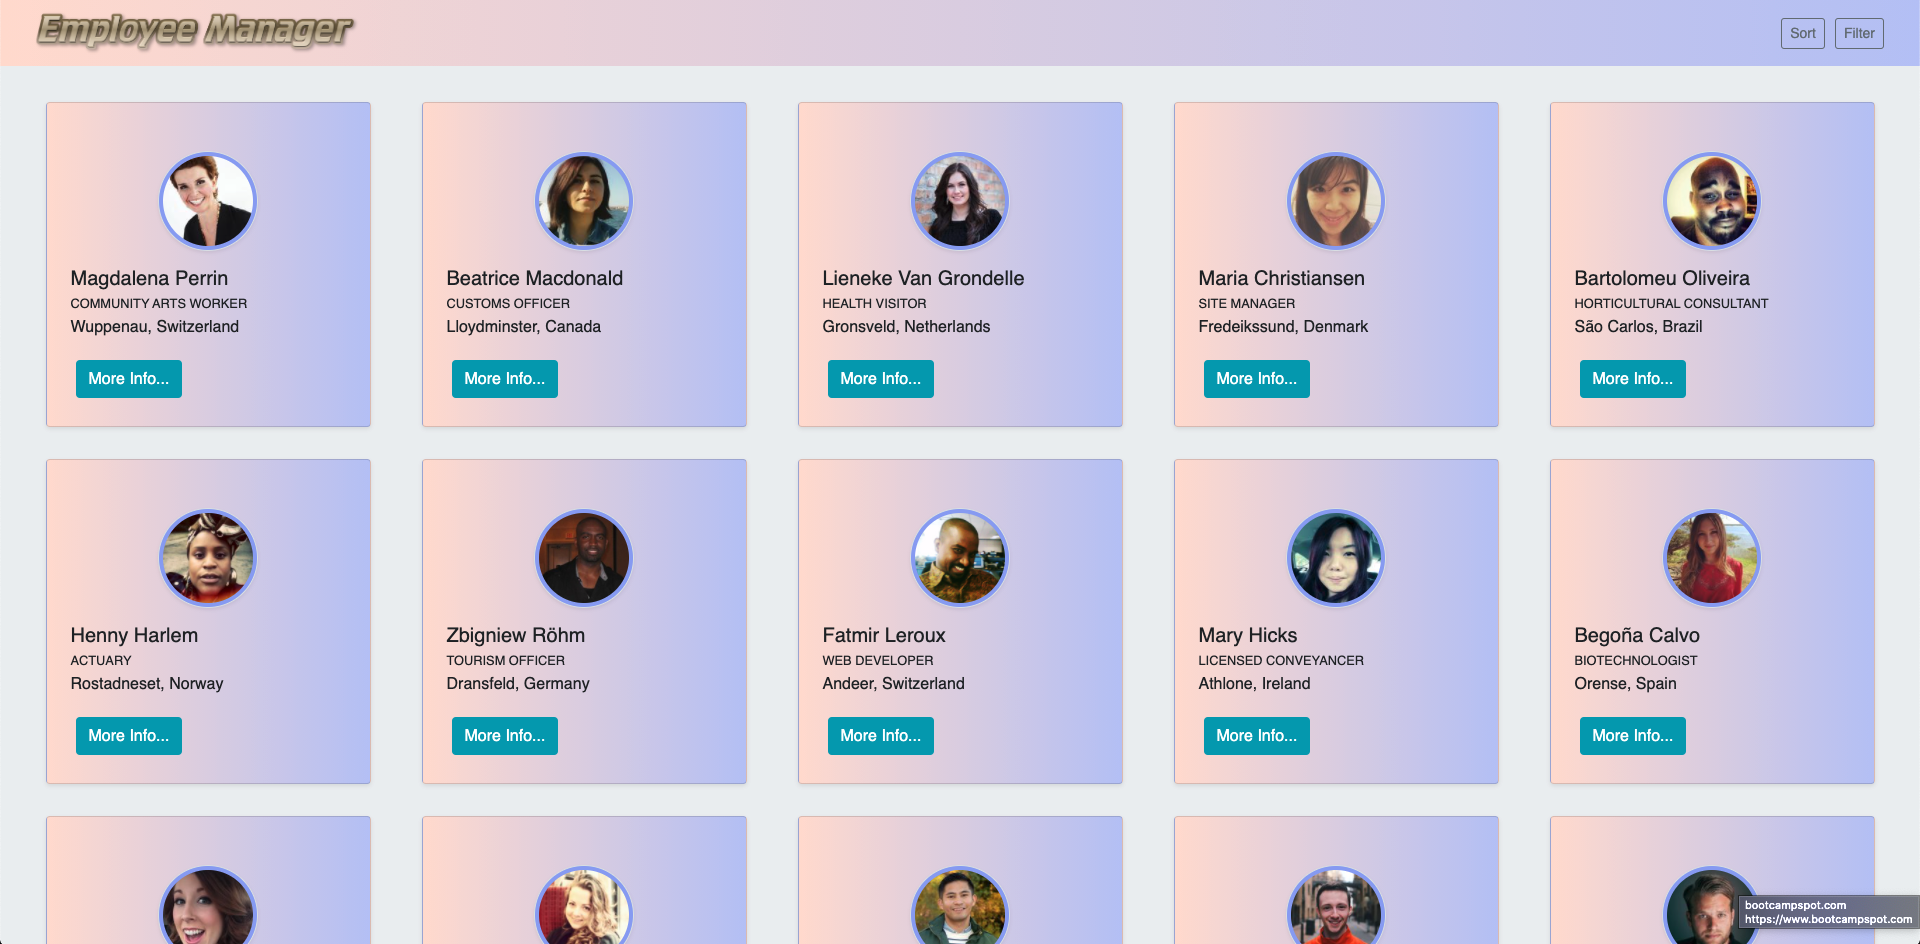 Employee Manager
Sort
Filter
Magdalena Perrin
COMMUNITY ARTS WORKER
Wuppenau, Switzerland
More Info...
Beatrice Macdonald
CUSTOMS OFFICER
Lloydminster, Canada
More Info...
Lieneke Van Grondelle
HEALTH VISITOR
Gronsveld, Netherlands
More Info...
Maria Christiansen
SITE MANAGER
Fredeikssund, Denmark
More Info...
Bartolomeu Oliveira
HORTICULTURAL CONSULTANT
São Carlos, Brazil
More Info...
Henny Harlem
ACTUARY
Rostadneset, Norway
More Info...
Zbigniew Röhm
TOURISM OFFICER
Dransfeld, Germany
More Info...
Fatmir Leroux
WEB DEVELOPER
Andeer, Switzerland
More Info...
Mary Hicks
LICENSED CONVEYANCER
Athlone, Ireland
More Info...
Begoña Calvo
BIOTECHNOLOGIST
Orense, Spain
More Info...
bootcampspot.com
https://www.bootcampspot.com